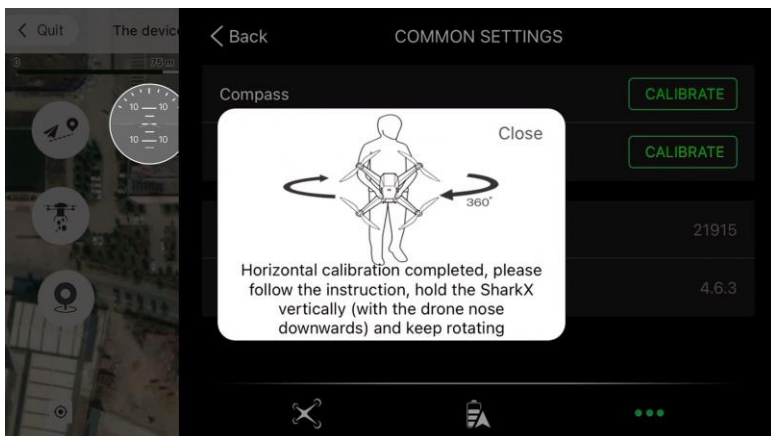 Quit
The devic
0
75 m
10 10
10 10
Back
COMMON SETTINGS
Compass
CALIBRATE
CALIBRATE
Close
360°
Horizontal calibration completed, please
follow the instruction, hold the SharkX
vertically (with the drone nose
downwards) and keep rotating
21915
4.6.3